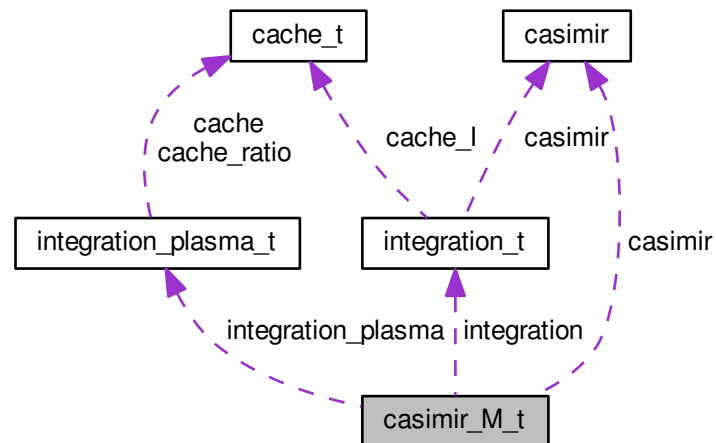 cache_t
casimir
cache
cache_ratio
cache_I
casimir
integration_plasma_t
integration_t
casimir
integration_plasma
integration
casimir_M_t